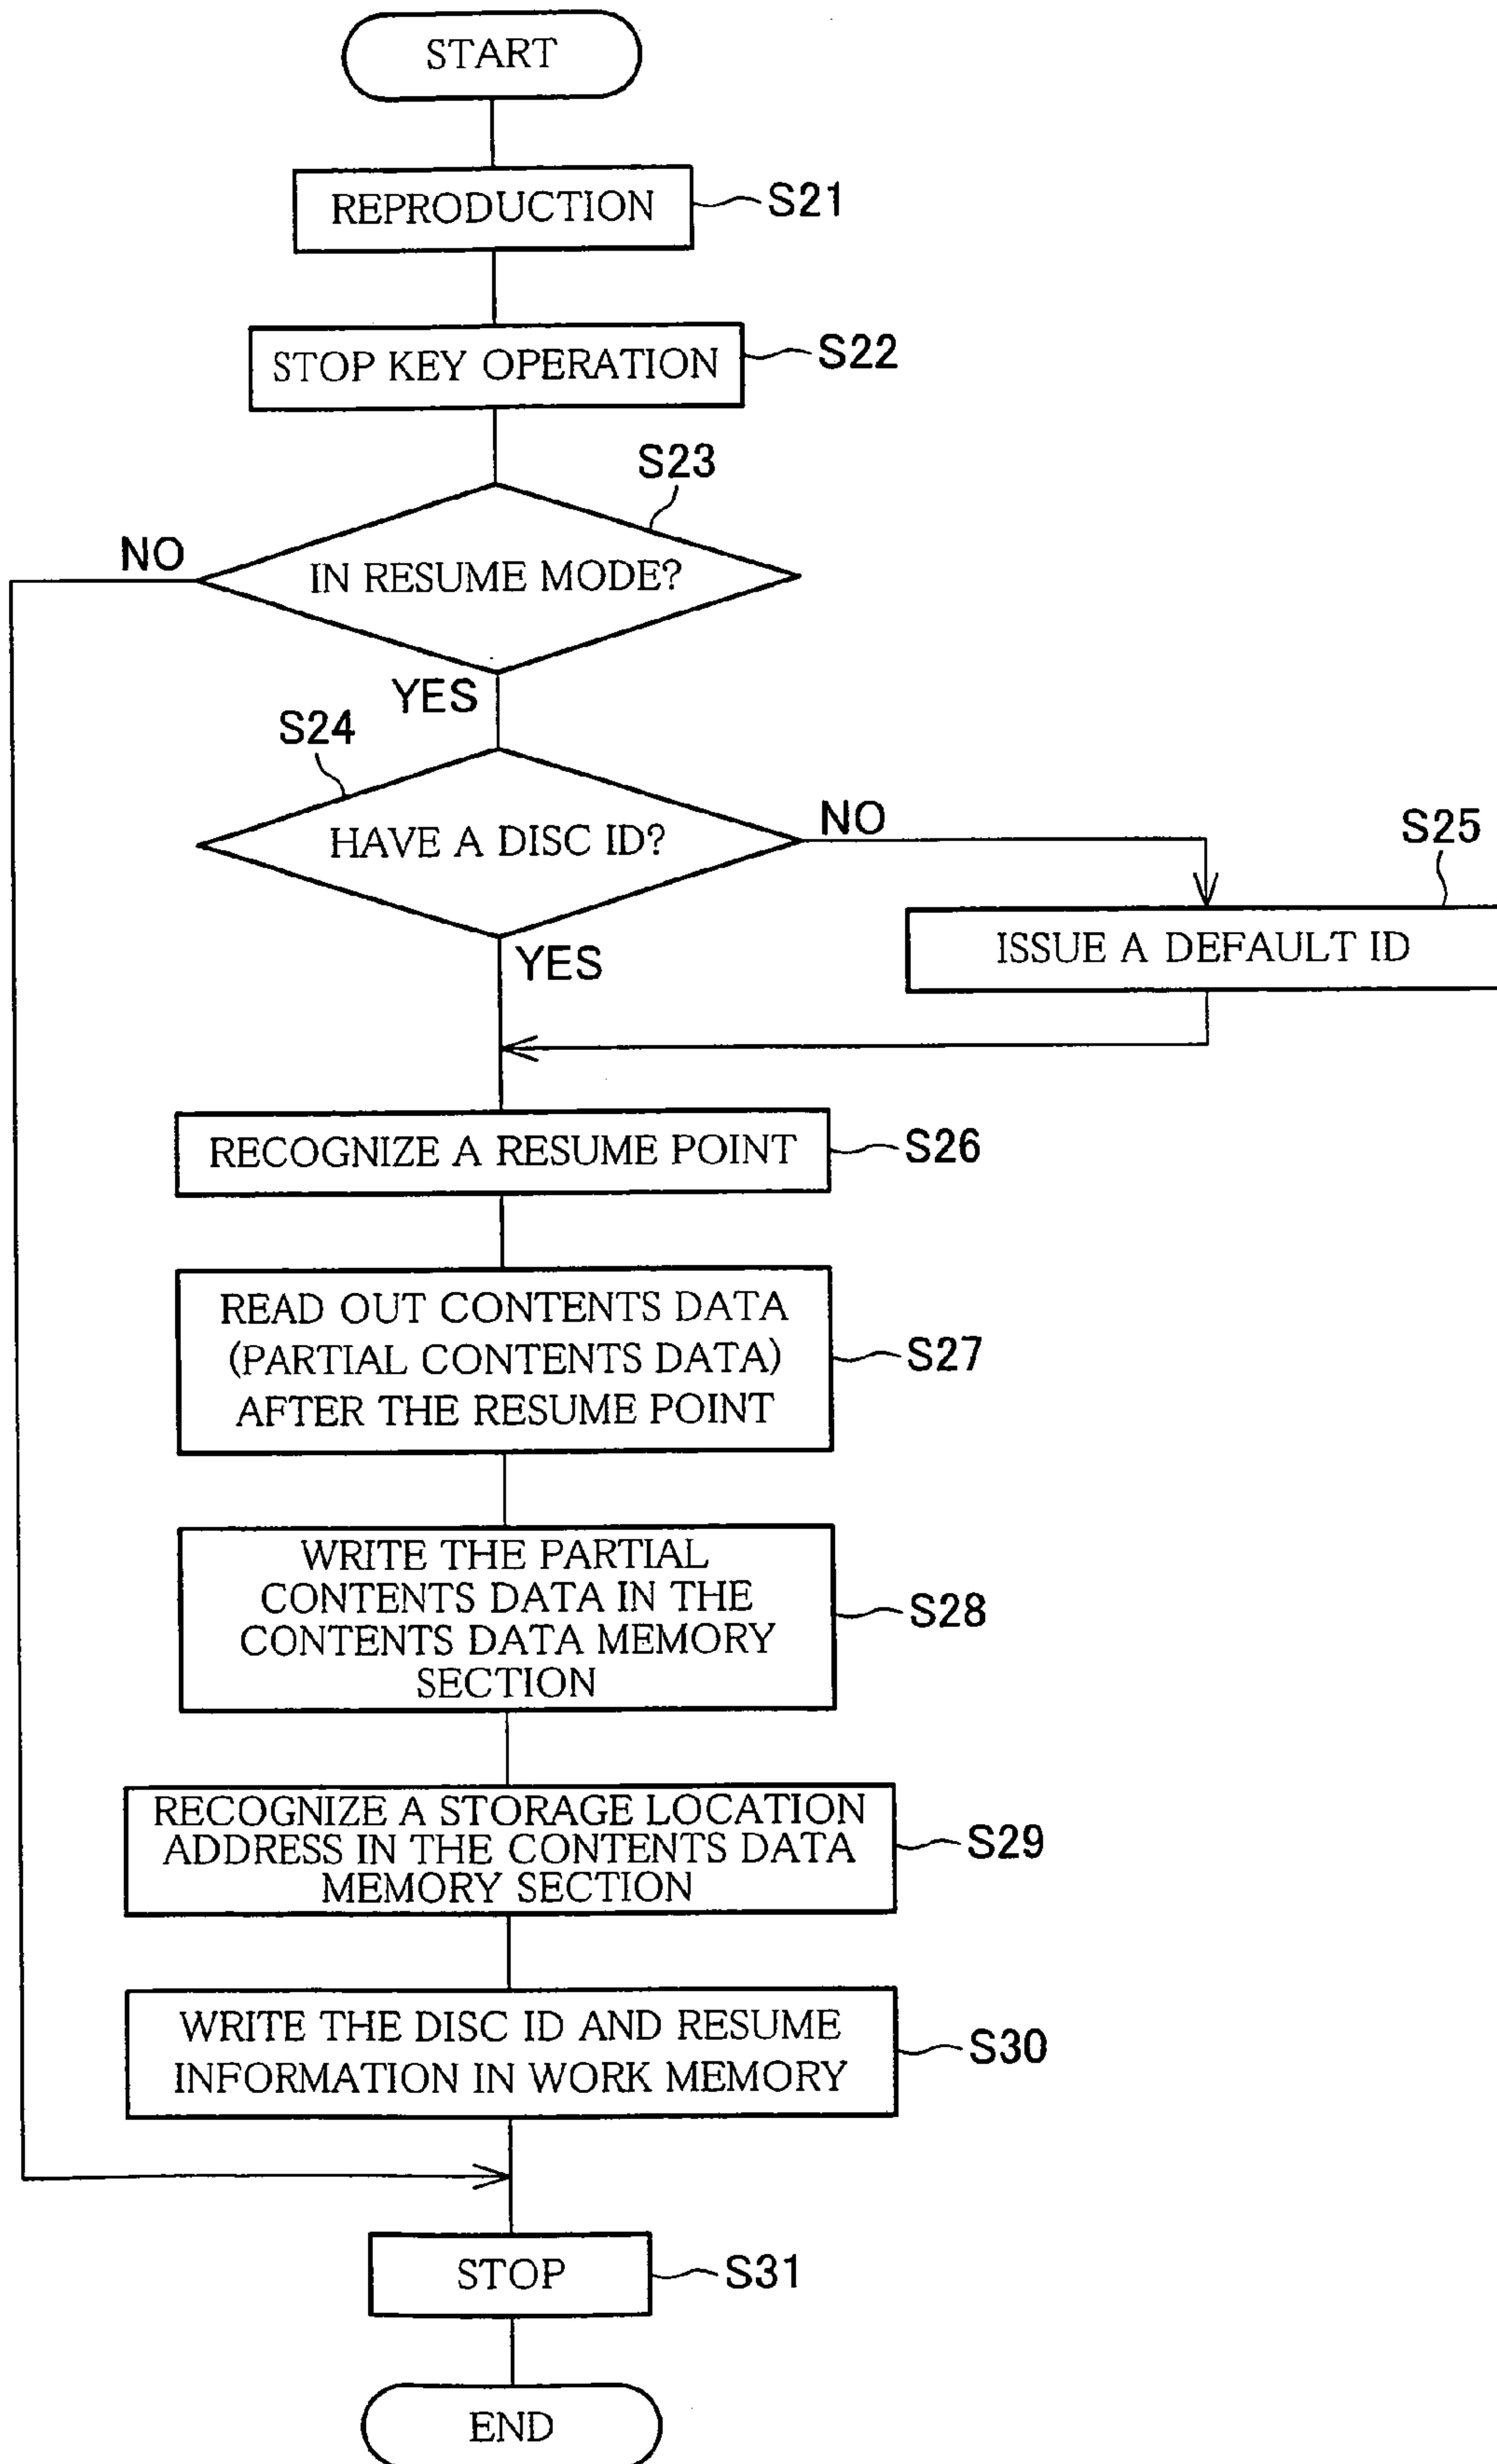 START
REPRODUCTION
S21
STOP KEY OPERATION
S22
S23
NO
IN RESUME MODE?
YES
S24
HAVE A DISC ID?
NO
S25
ISSUE A DEFAULT ID
YES
RECOGNIZE A RESUME POINT
S26
READ OUT CONTENTS DATA
(PARTIAL CONTENTS DATA)
AFTER THE RESUME POINT
S27
WRITE THE PARTIAL
CONTENTS DATA IN THE
CONTENTS DATA MEMORY
SECTION
S28
RECOGNIZE A STORAGE LOCATION
ADDRESS IN THE CONTENTS DATA
MEMORY SECTION
S29
WRITE THE DISC ID AND RESUME
INFORMATION IN WORK MEMORY
S30
STOP
S31
END